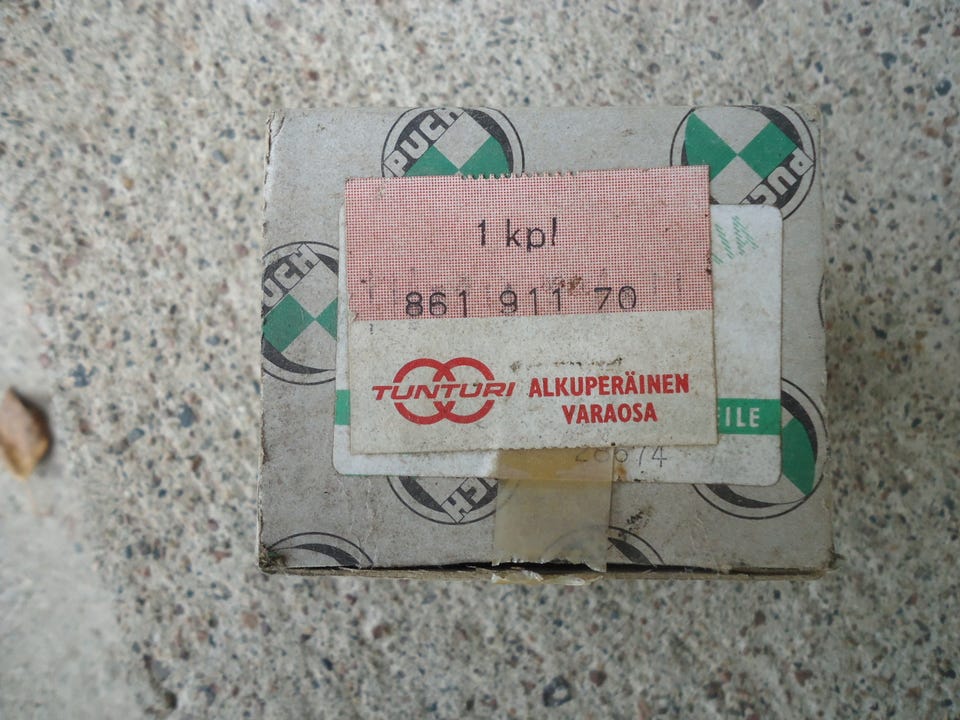 PUCH
PUCH
1 kpl
861 911 70
PUCH
TUNTURI
ALKUPERÄINEN
VARAOSA
EILE